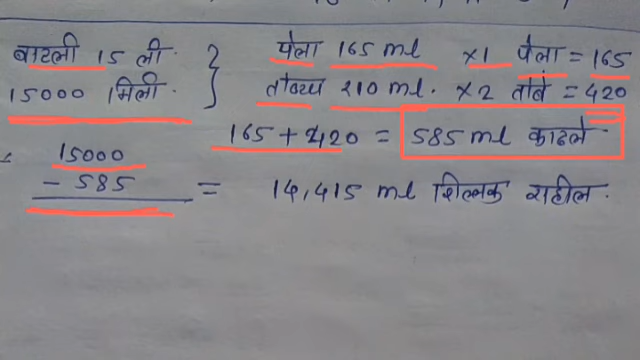 बाटली 15 ली. } पेला 165 ml ×1 पेला = 165
15000 मिली. तांब्या 210 ml. ×2 तांबे = 420
165 + 420 = 585 ml काढले
15000
- 585 = 14,415 ml शिल्लक राहील.